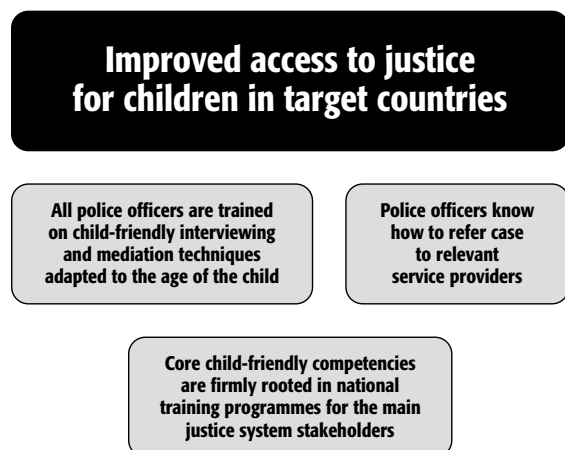 Improved access to justice
for children in target countries
All police officers are trained
on child-friendly interviewing
and mediation techniques
adapted to the age of the child
Police officers know
how to refer case
to relevant
service providers
Core child-friendly competencies
are firmly rooted in national
training programmes for the main
justice system stakeholders